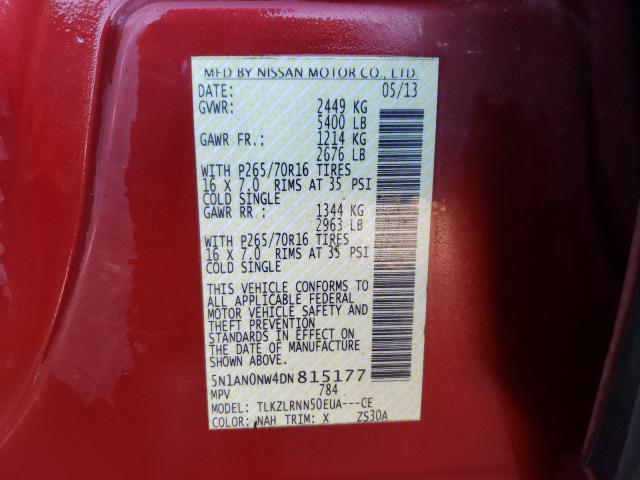 MFD BY NISSAN MOTOR CO., LTD.
DATE: 05/13
GVWR: 2449 KG
5400 LB
GAWR FR.: 1214 KG
2676 LB
WITH P265/70R16 TIRES
16 X 7.0 RIMS AT 35 PSI
COLD SINGLE
GAWR RR : 1344 KG
2963 LB
WITH P265/70R16 TIRES
16 X 7.0 RIMS AT 35 PSI
COLD SINGLE
THIS VEHICLE CONFORMS TO
ALL APPLICABLE FEDERAL
MOTOR VEHICLE SAFETY AND
THEFT PREVENTION
STANDARDS IN EFFECT ON
THE DATE OF MANUFACTURE
SHOWN ABOVE.
5N1AN0NW4DN815177
MPV 784
MODEL: TLKZLRNN50EUA---CE
COLOR: NAH TRIM: X ZS30A